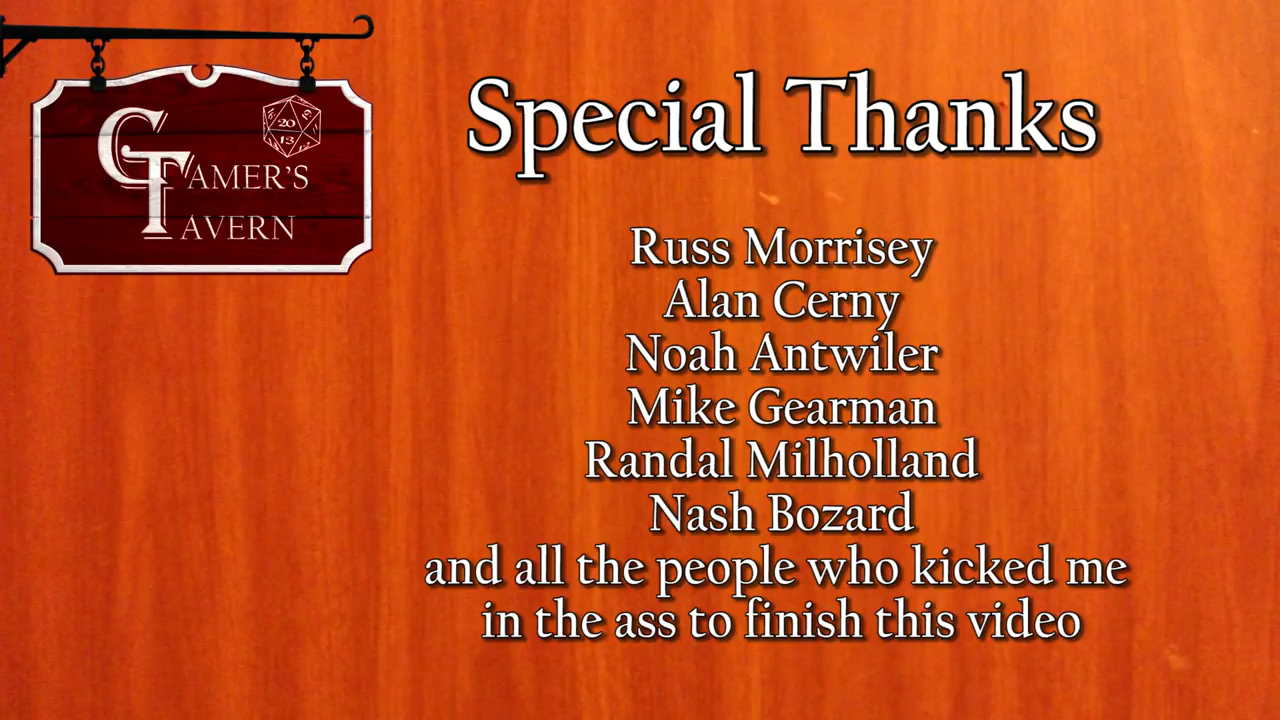 GAMER'S
TAVERN
20
13
Special Thanks
Russ Morrisey
Alan Cerny
Noah Antwiler
Mike Gearman
Randal Milholland
Nash Bozard
and all the people who kicked me
in the ass to finish this video